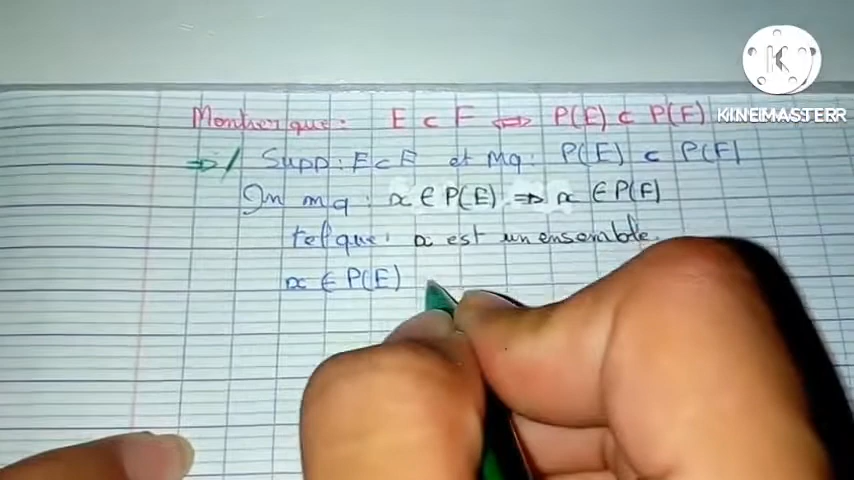 Montrer que: E ⊂ F ⟺ P(E) ⊂ P(F)
⇒/ Supp: E ⊂ F et Mq: P(E) ⊂ P(F)
On mq: x ∈ P(E) ⇒ x ∈ P(F)
tel que: x est un ensemble.
x ∈ P(E)
K
KINEMASTER